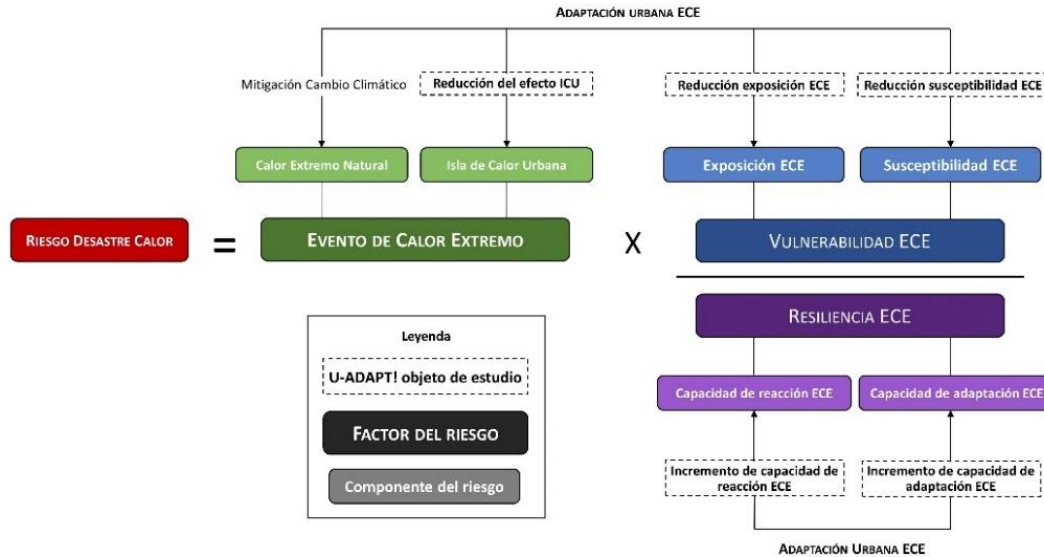 ADAPTACIÓN URBANA ECE
Mitigación Cambio Climático
Reducción del efecto ICU
Reducción exposición ECE
Reducción susceptibilidad ECE
Calor Extremo Natural
Isla de Calor Urbana
Exposición ECE
Susceptibilidad ECE
RIESGO DESASTRE CALOR
=
EVENTO DE CALOR EXTREMO
X
VULNERABILIDAD ECE
RESILIENCIA ECE
Leyenda
U-ADAPT! objeto de estudio
FACTOR DEL RIESGO
Componente del riesgo
Capacidad de reacción ECE
Capacidad de adaptación ECE
Incremento de capacidad de
reacción ECE
Incremento de capacidad de
adaptación ECE
ADAPTACIÓN URBANA ECE